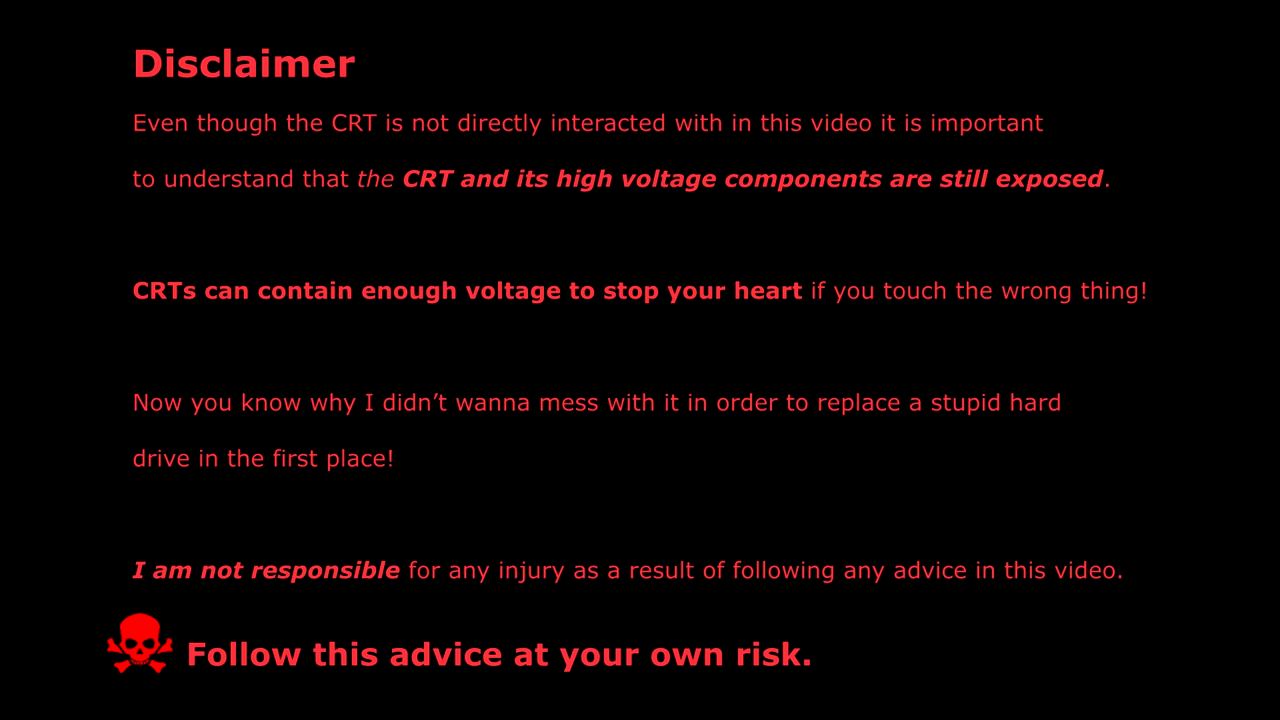 Disclaimer
Even though the CRT is not directly interacted with in this video it is important
to understand that the CRT and its high voltage components are still exposed.
CRTs can contain enough voltage to stop your heart if you touch the wrong thing!
Now you know why I didn’t wanna mess with it in order to replace a stupid hard
drive in the first place!
I am not responsible for any injury as a result of following any advice in this video.
Follow this advice at your own risk.